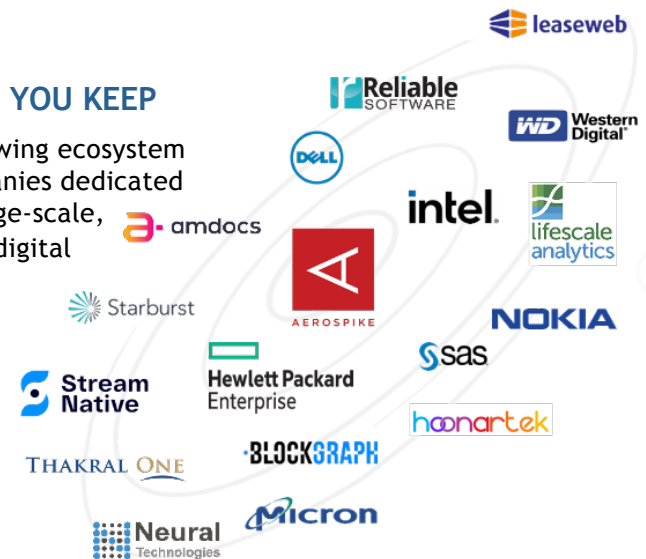 leaseweb
YOU KEEP
Reliable
SOFTWARE
WD Western
Digital®
wing ecosystem
anies dedicated
ge-scale,
digital
DELL
intel.
lifescale
analytics
a- amdocs
AEROSPIKE
Starburst
NOKIA
sas
Hewlett Packard
Enterprise
Stream
Native
hoonartek
BLOCKGRAPH
THAKRAL ONE
Micron
Neural
Technologies